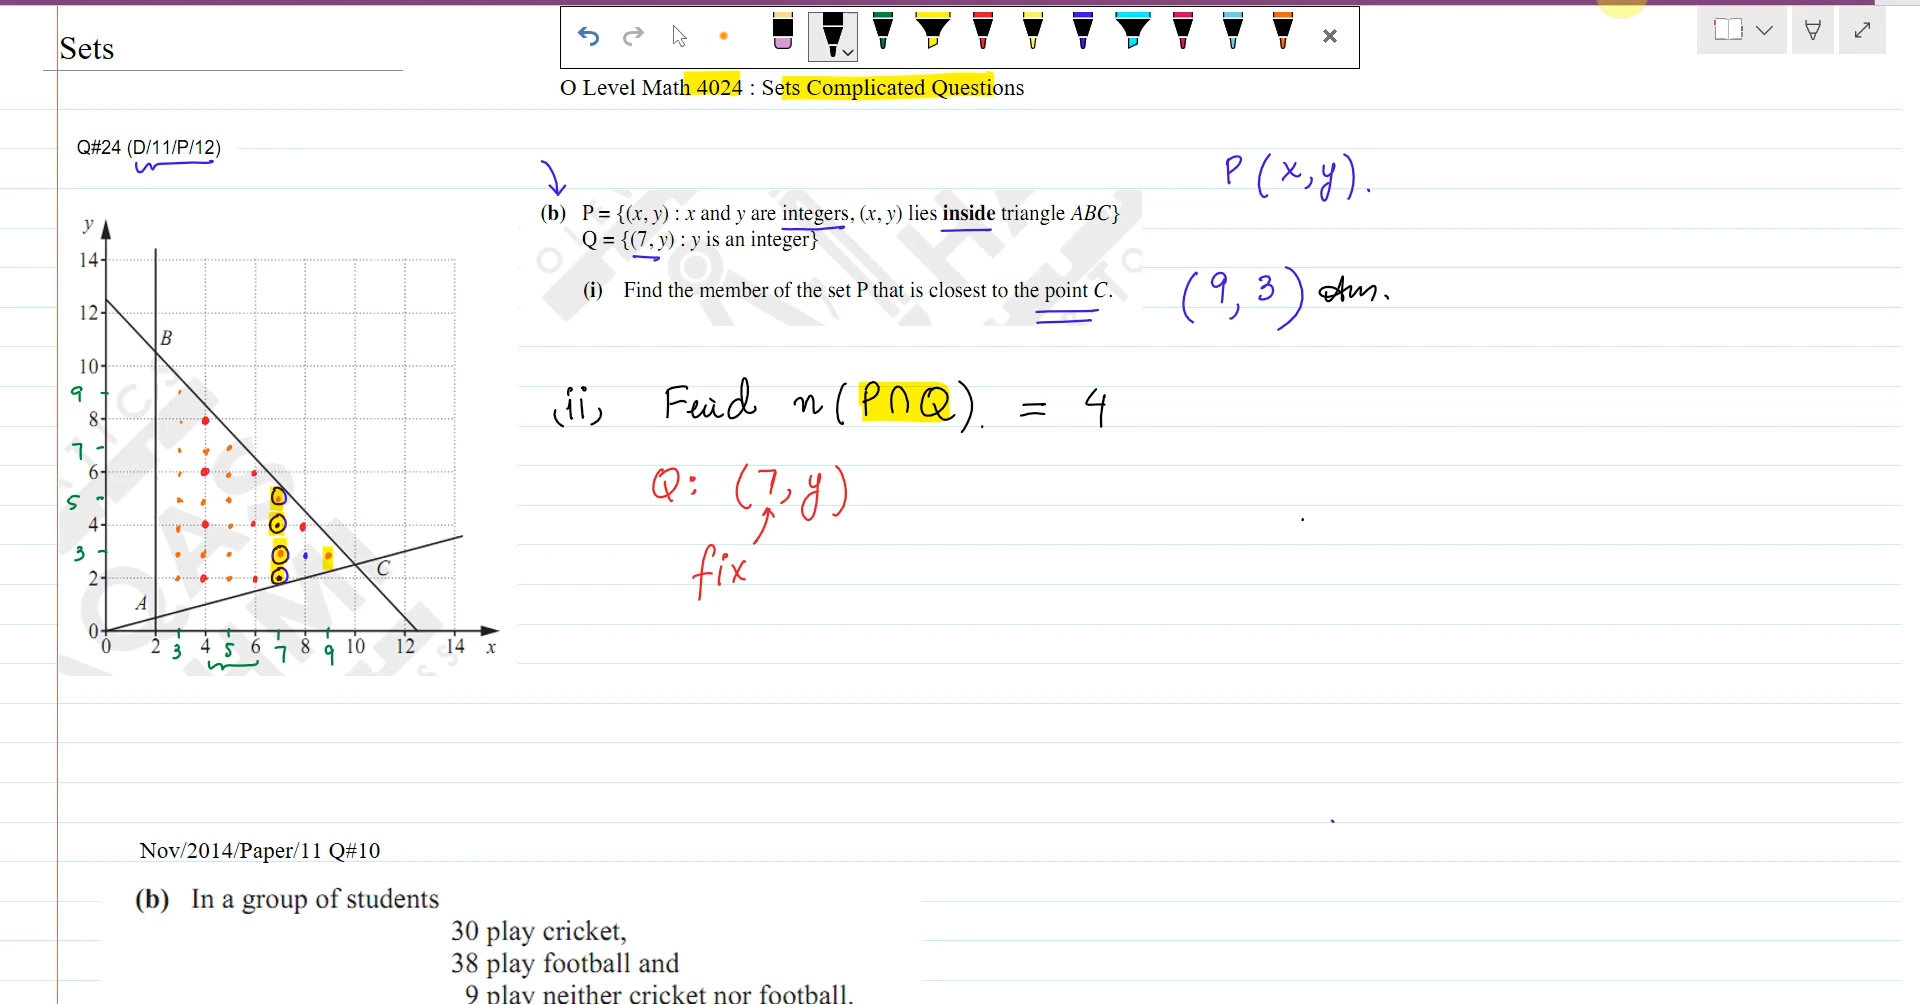 Sets
O Level Math 4024 : Sets Complicated Questions
Q#24 (D/11/P/12)
P (x, y).
(b) P = {(x, y) : x and y are integers, (x, y) lies inside triangle ABC}
Q = {(7, y) : y is an integer}
(i) Find the member of the set P that is closest to the point C.
(9, 3) Ans.
(ii) Find n(P∩Q). = 4
Q: (7, y)
fix
y
14
12
B
10
9
8
7
6
5
4
3
2
C
A
0
0 2 3 4 5 6 7 8 9 10 12 14 x
Nov/2014/Paper/11 Q#10
(b) In a group of students
30 play cricket,
38 play football and
9 play neither cricket nor football.